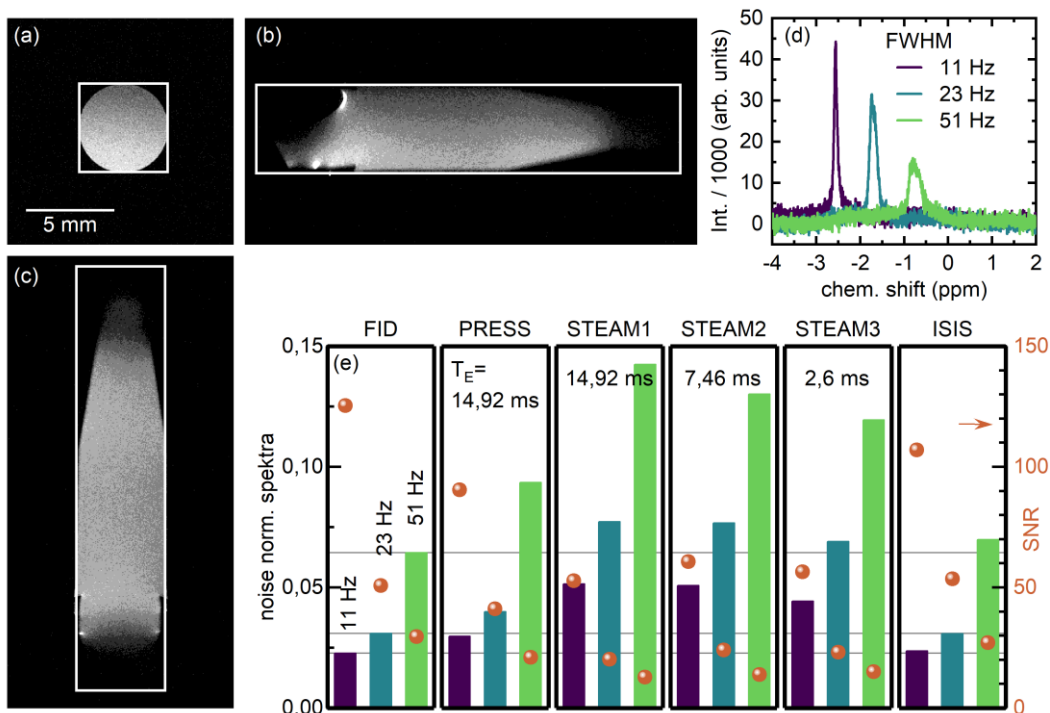 (a)
5 mm
(b)
(c)
(d)
FWHM
11 Hz
23 Hz
51 Hz
Int. / 1000 (arb. units)
50
40
30
20
10
0
-4 -3 -2 -1 0 1 2
chem. shift (ppm)
FID PRESS STEAM1 STEAM2 STEAM3 ISIS
(e)
noise norm. spektra
0,15
0,10
0,05
0,00
11 Hz
23 Hz
51 Hz
T_E=
14,92 ms
14,92 ms
7,46 ms
2,6 ms
150
100
50
0
SNR